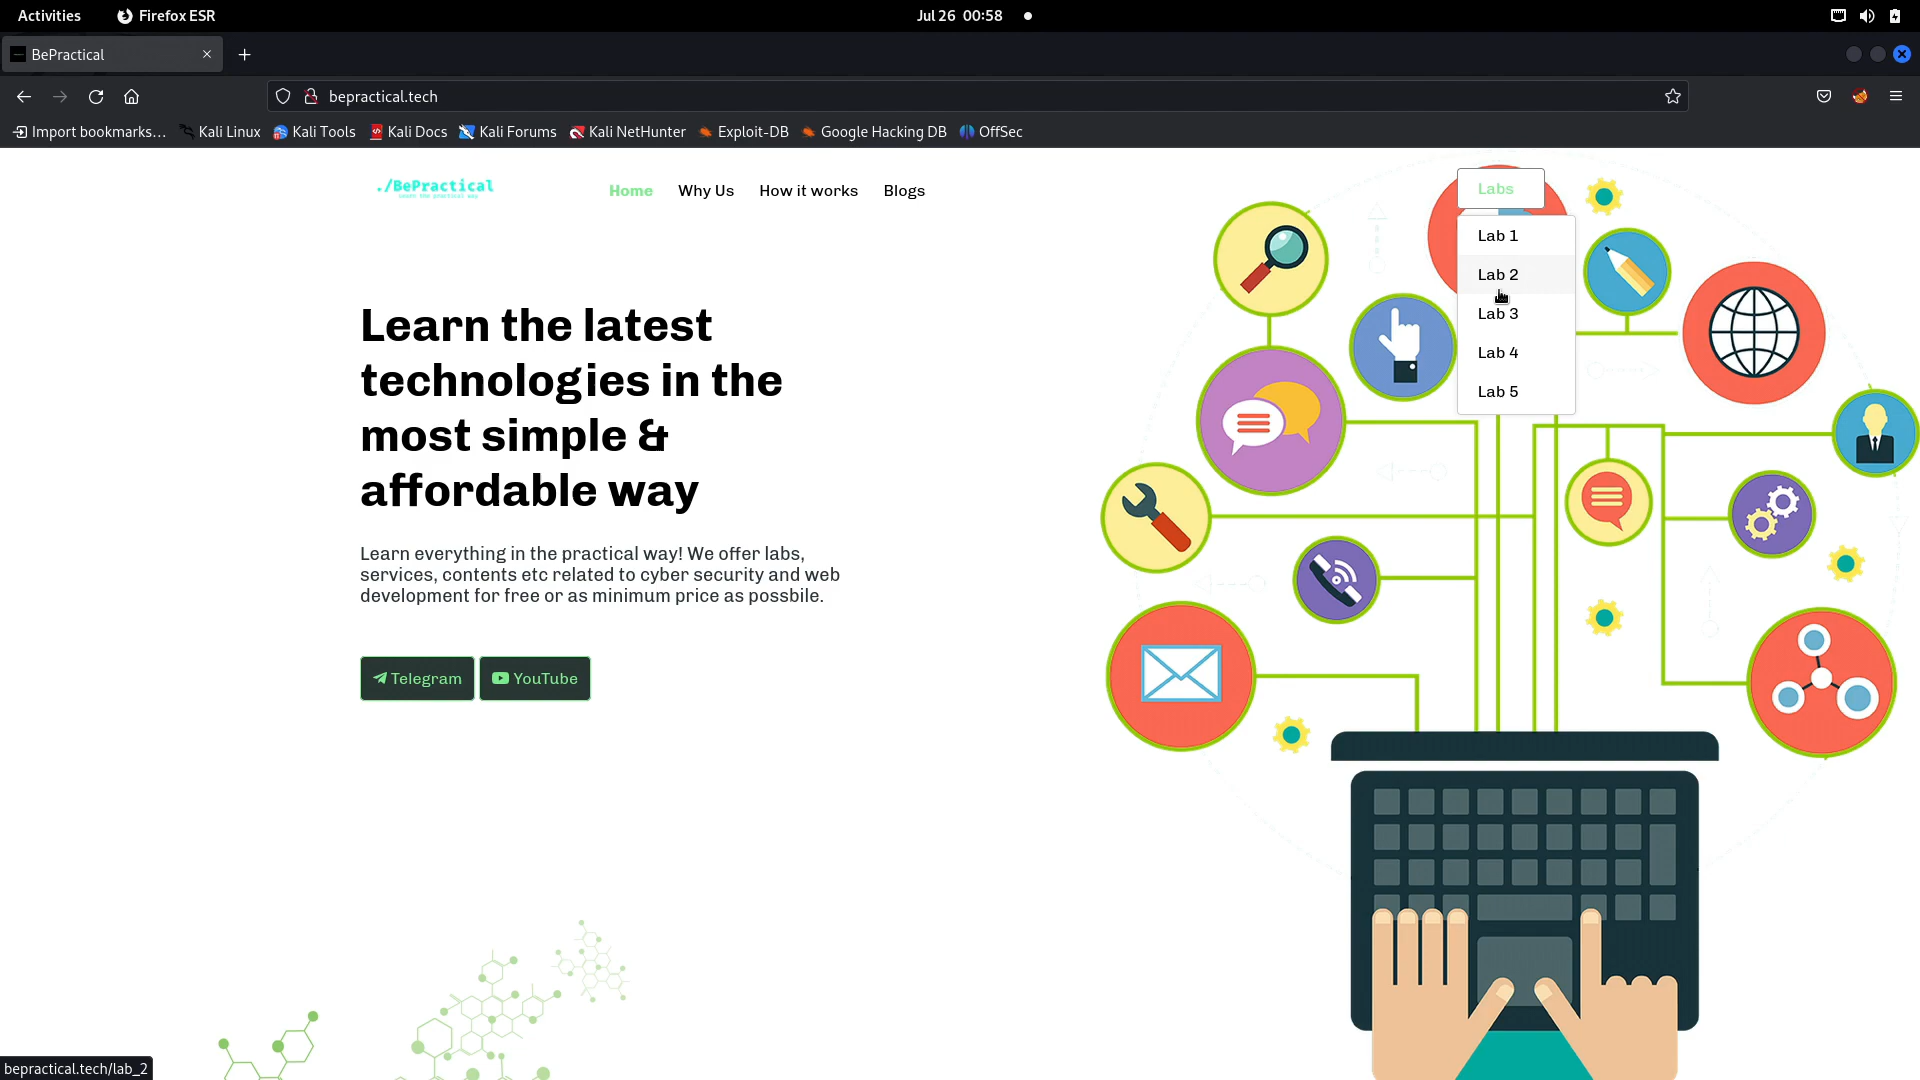 Activities
Firefox ESR
Jul 26 00:58
BePractical
bepractical.tech
Import bookmarks…
Kali Linux
Kali Tools
Kali Docs
Kali Forums
Kali NetHunter
Exploit-DB
Google Hacking DB
OffSec
./BePractical
Learn the practical way
Home
Why Us
How it works
Blogs
Labs
Lab 1
Lab 2
Lab 3
Lab 4
Lab 5
Learn the latest
technologies in the
most simple &
affordable way
Learn everything in the practical way! We offer labs,
services, contents etc related to cyber security and web
development for free or as minimum price as possbile.
Telegram
YouTube
bepractical.tech/lab_2